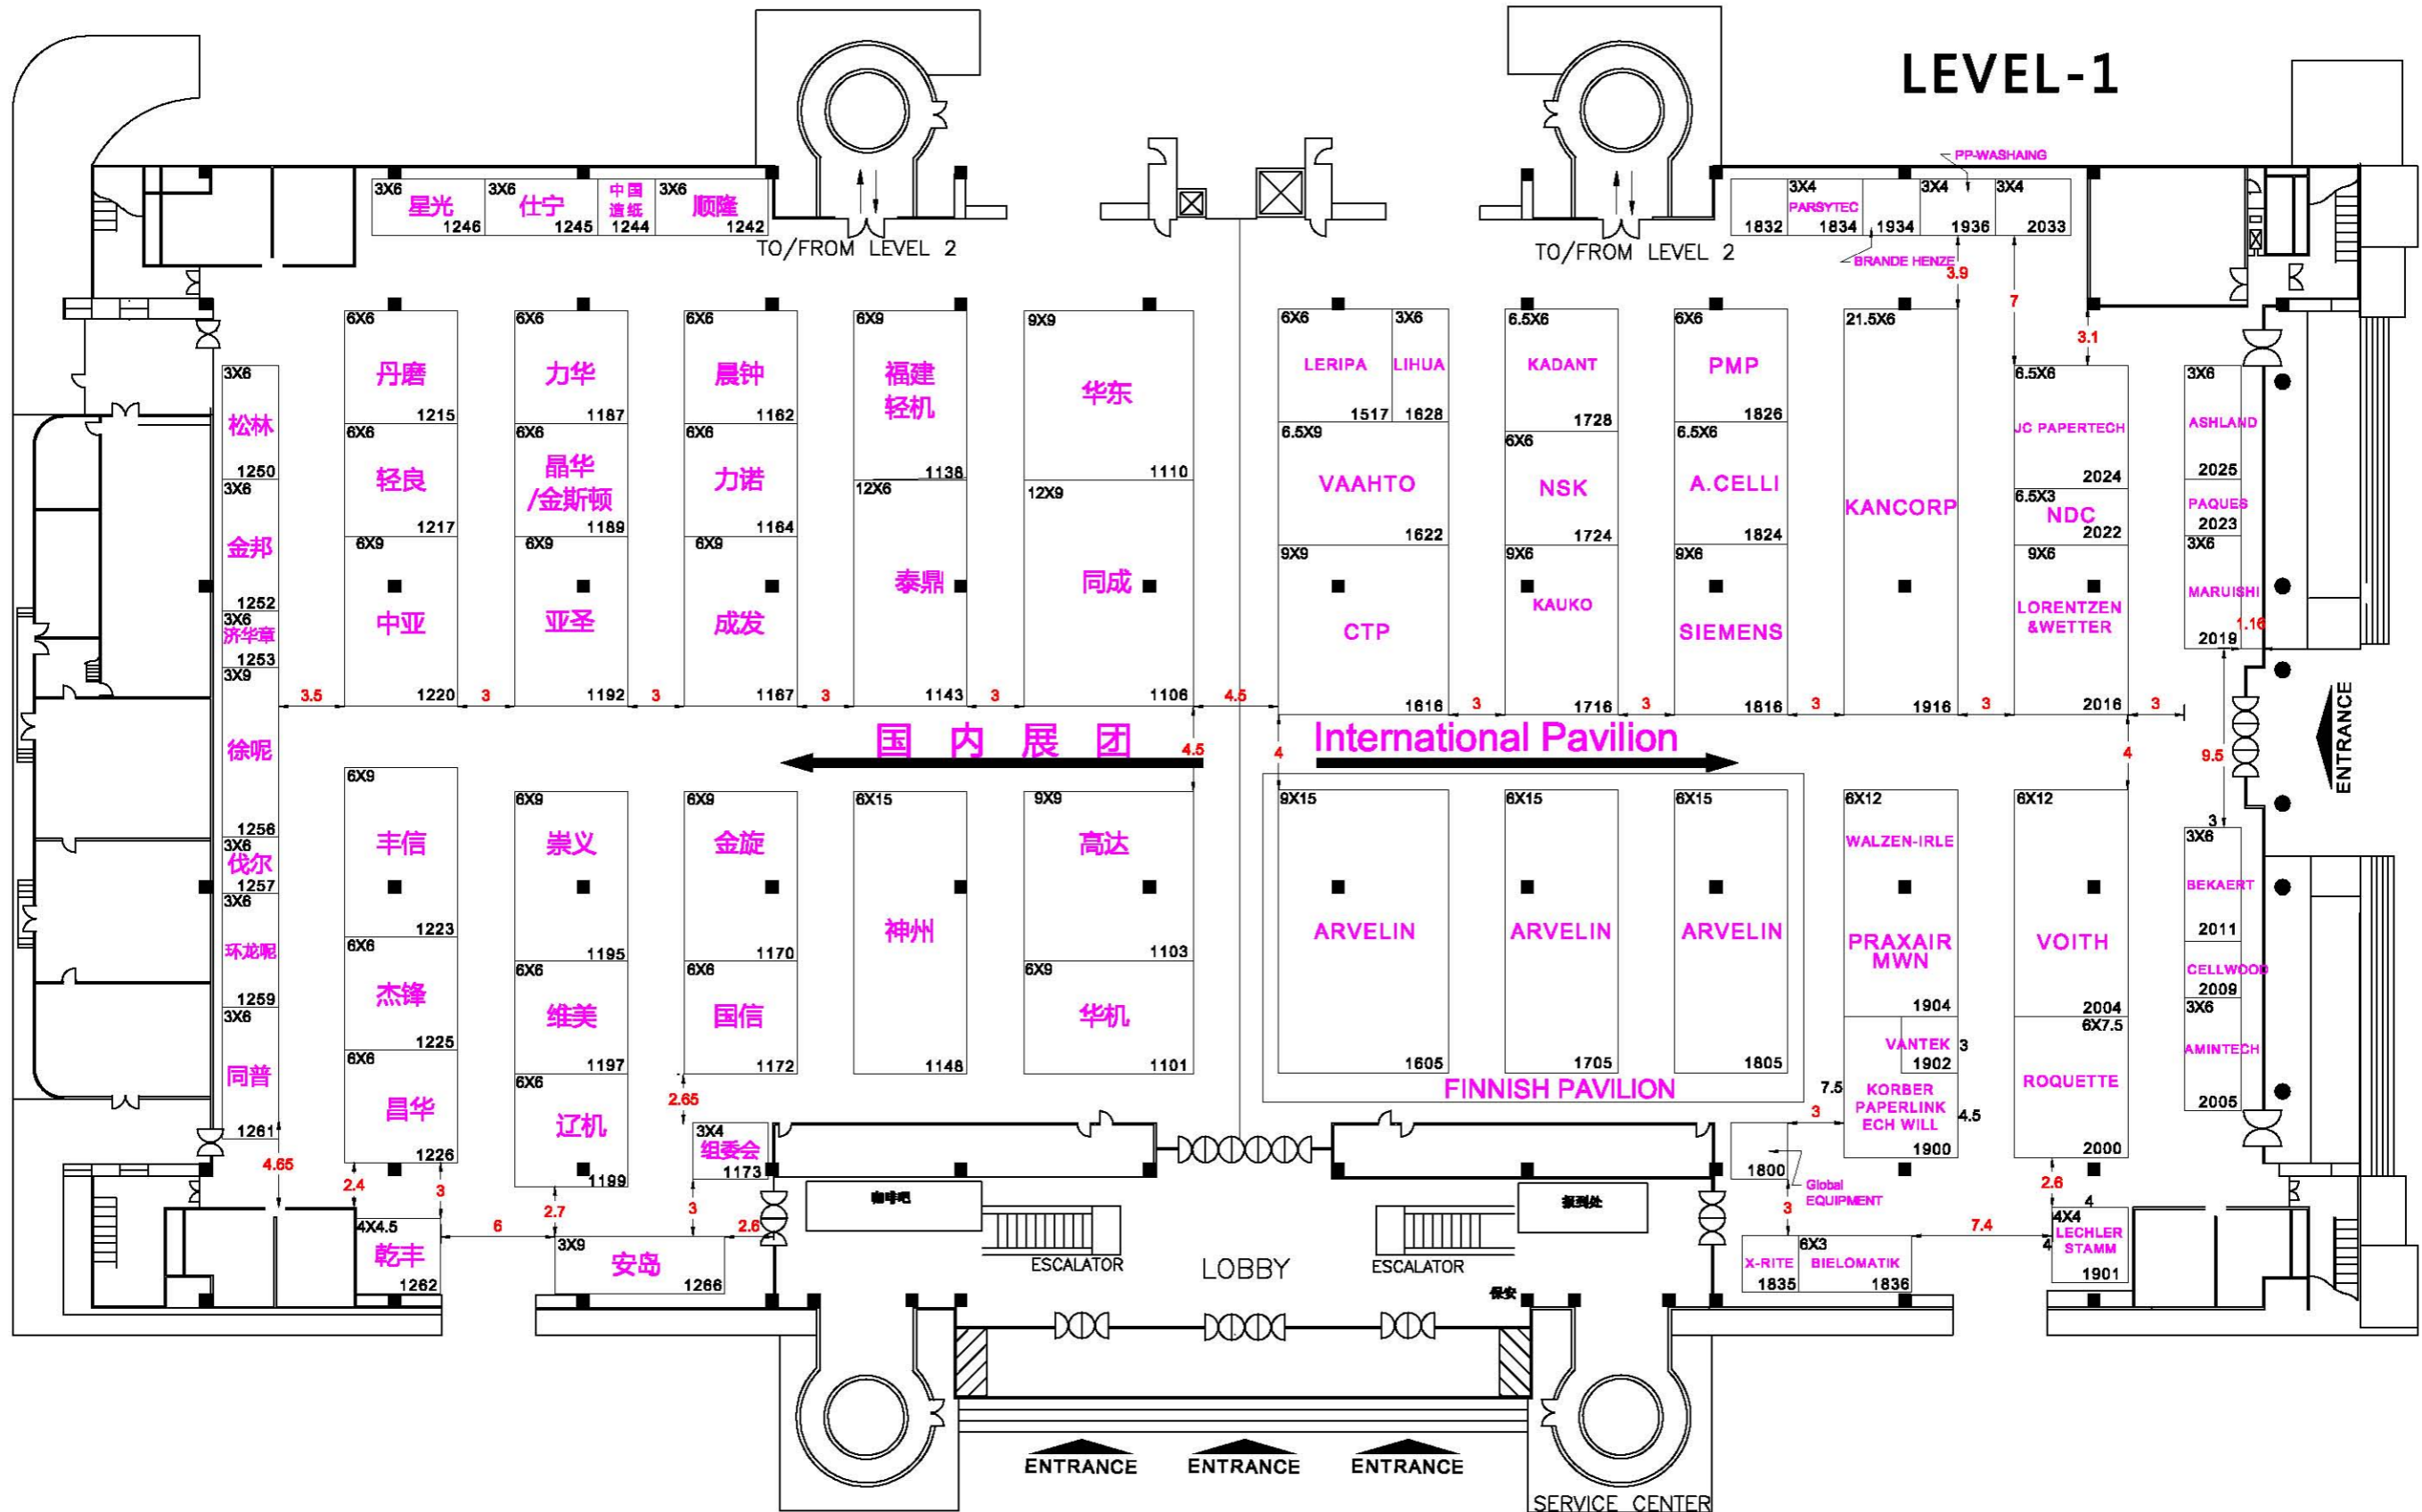 LEVEL-1
PP-WASHAING
3X6
星光
1246
3X6
仕宁
1245
中国
造纸
1244
3X6
顺隆
1242
TO/FROM LEVEL 2
TO/FROM LEVEL 2
1832
3X4
PARSYTEC
1834
1934
3X4
1936
3X4
2033
BRANDE HENZE
3.9
7
3.1
6X6
丹磨
1215
6X6
力华
1187
6X6
晨钟
1162
6X9
福建
轻机
1138
9X9
华东
1110
6X6
LERIPA
1517
3X6
LIHUA
1628
6.5X6
KADANT
1728
6X6
PMP
1826
21.5X6
KANCORP
1916
6.5X6
JC PAPERTECH
2024
3X6
ASHLAND
2025
3X6
松林
1250
6X6
轻良
1217
6X6
晶华
/金斯顿
1189
6X6
力诺
1164
6.5X9
VAAHTO
1622
6X6
NSK
1724
6.5X6
A.CELLI
1824
6.5X3
NDC
2022
PAQUES
2023
3X6
金邦
1252
6X9
中亚
1220
6X9
亚圣
1192
6X9
成发
1167
12X6
泰鼎
1143
12X9
同成
1106
9X9
CTP
1616
9X6
KAUKO
1716
9X6
SIEMENS
1816
9X6
LORENTZEN
&WETTER
2016
3X6
MARUISHI
2019
1.16
3X6
济华章
1253
3X9
徐呢
1256
3.5
3
3
3
3
4.5
3
3
3
3
3
国内展团
4.5
4
International Pavilion
4
9.5
ENTRANCE
3X6
伐尔
1257
3X6
环龙呢
1259
3X6
同普
1261
4.65
6X9
丰信
1223
6X9
崇义
1195
6X9
金旋
1170
6X15
神州
1148
9X9
高达
1103
9X15
ARVELIN
1605
6X15
ARVELIN
1705
6X15
ARVELIN
1805
FINNISH PAVILION
6X12
WALZEN-IRLE
PRAXAIR
MWN
1904
6X12
VOITH
2004
3
3X6
BEKAERT
2011
CELLWOOD
2009
3X6
AMINTECH
2005
6X6
杰锋
1225
6X6
维美
1197
6X6
国信
1172
6X9
华机
1101
VANTEK
1902
3
6X7.5
ROQUETTE
2000
6X6
昌华
1226
6X6
辽机
1199
2.65
3X4
组委会
1173
7.5
KORBER
PAPERLINK
ECH WILL
1900
4.5
3
1800
Global
EQUIPMENT
3
2.4
3
4X4.5
乾丰
1262
6
2.7
3
2.6
3X9
安岛
1266
咖啡吧
报到处
ESCALATOR
LOBBY
ESCALATOR
保安
X-RITE
1835
6X3
BIELOMATIK
1836
7.4
2.6
4
4X4
4
LECHLER
STAMM
1901
ENTRANCE
ENTRANCE
ENTRANCE
SERVICE CENTER